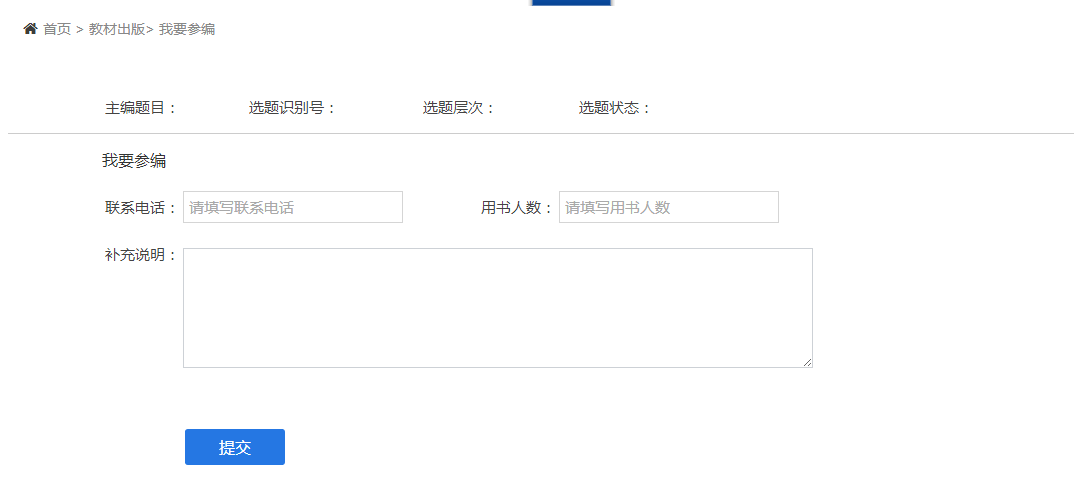 首页 > 教材出版> 我要参编
主编题目： 选题识别号： 选题层次： 选题状态：
我要参编
联系电话： 请填写联系电话 用书人数： 请填写用书人数
补充说明：
提交